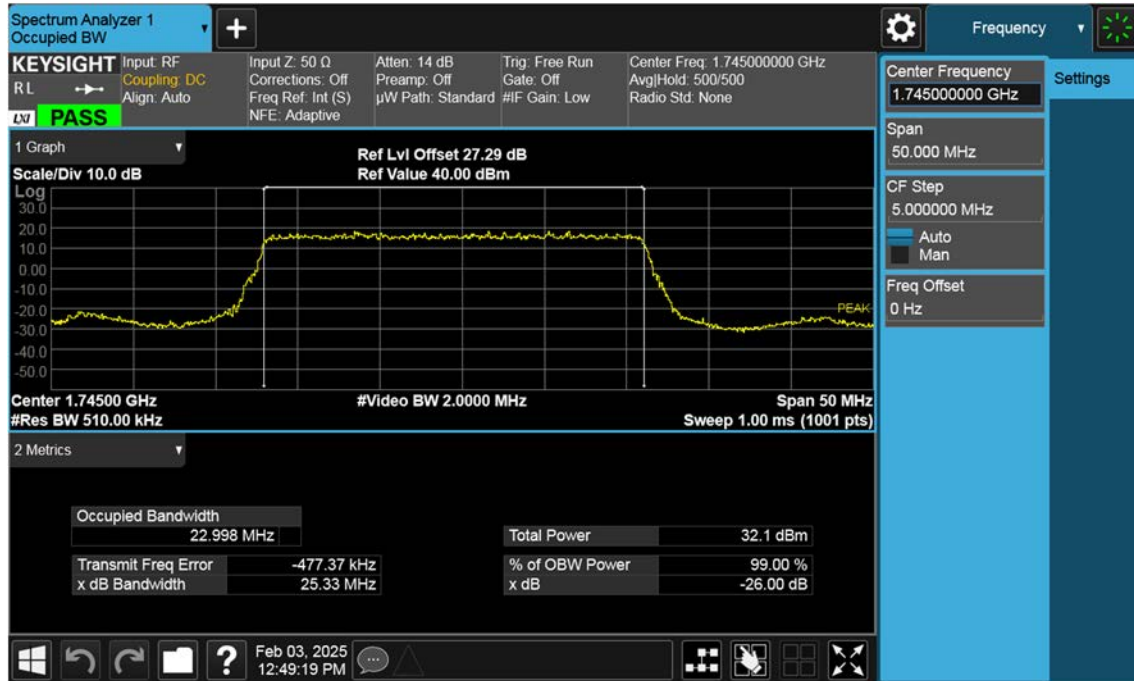 Spectrum Analyzer 1
Occupied BW
+
Frequency
KEYSIGHT
R L
LXI PASS
Input: RF
Coupling: DC
Align: Auto
Input Z: 50 Ω
Corrections: Off
Freq Ref: Int (S)
NFE: Adaptive
Atten: 14 dB
Preamp: Off
µW Path: Standard
Trig: Free Run
Gate: Off
#IF Gain: Low
Center Freq: 1.745000000 GHz
Avg|Hold: 500/500
Radio Std: None
Center Frequency
1.745000000 GHz
Settings
Span
50.000 MHz
CF Step
5.000000 MHz
Auto
Man
Freq Offset
0 Hz
1 Graph
Scale/Div 10.0 dB
Ref Lvl Offset 27.29 dB
Ref Value 40.00 dBm
Log
30.0
20.0
10.0
0.00
-10.0
-20.0
-30.0
-40.0
-50.0
PEAK
Center 1.74500 GHz
#Video BW 2.0000 MHz
Span 50 MHz
#Res BW 510.00 kHz
Sweep 1.00 ms (1001 pts)
2 Metrics
Occupied Bandwidth
22.998 MHz
Total Power 32.1 dBm
Transmit Freq Error -477.37 kHz
% of OBW Power 99.00 %
x dB Bandwidth 25.33 MHz
x dB -26.00 dB
?
Feb 03, 2025
12:49:19 PM